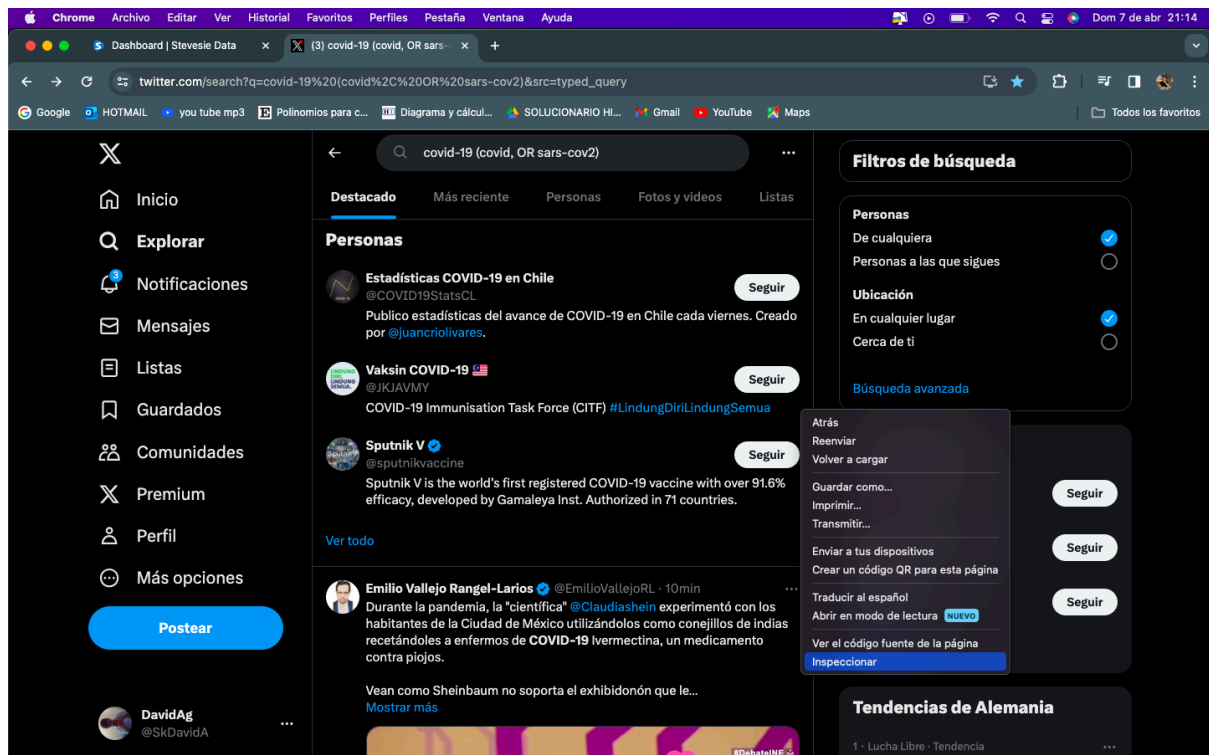 Chrome Archivo Editar Ver Historial Favoritos Perfiles Pestaña Ventana Ayuda
Dom 7 de abr 21:14
Dashboard | Stevesie Data
(3) covid-19 (covid, OR sars-
twitter.com/search?q=covid-19%20(covid%2C%20OR%20sars-cov2)&src=typed_query
Google HOTMAIL you tube mp3 Polinomios para c... Diagrama y cálcul... SOLUCIONARIO HI... Gmail YouTube Maps
Todos los favoritos
Inicio
Explorar
3
Notificaciones
Mensajes
Listas
Guardados
Comunidades
Premium
Perfil
Más opciones
Postear
DavidAg
@SkDavidA
covid-19 (covid, OR sars-cov2)
Destacado Más reciente Personas Fotos y videos Listas
Personas
Estadísticas COVID-19 en Chile
@COVID19StatsCL
Seguir
Publico estadísticas del avance de COVID-19 en Chile cada viernes. Creado
por @juancriolivares.
Vaksin COVID-19
@JKJAVMY
Seguir
COVID-19 Immunisation Task Force (CITF) #LindungDiriLindungSemua
Sputnik V
@sputnikvaccine
Seguir
Sputnik V is the world's first registered COVID-19 vaccine with over 91.6%
efficacy, developed by Gamaleya Inst. Authorized in 71 countries.
Ver todo
Emilio Vallejo Rangel-Larios @EmilioVallejoRL · 10min
Durante la pandemia, la "científica" @Claudiashein experimentó con los
habitantes de la Ciudad de México utilizándolos como conejillos de indias
recetándoles a enfermos de COVID-19 Ivermectina, un medicamento
contra piojos.
Vean como Sheinbaum no soporta el exhibidonón que le...
Mostrar más
#DebateINE
Filtros de búsqueda
Personas
De cualquiera
Personas a las que sigues
Ubicación
En cualquier lugar
Cerca de ti
Búsqueda avanzada
Atrás
Reenviar
Volver a cargar
Guardar como...
Imprimir...
Transmitir...
Enviar a tus dispositivos
Crear un código QR para esta página
Traducir al español
Abrir en modo de lectura NUEVO
Ver el código fuente de la página
Inspeccionar
Seguir
Seguir
Seguir
Tendencias de Alemania
1 · Lucha Libre · Tendencia